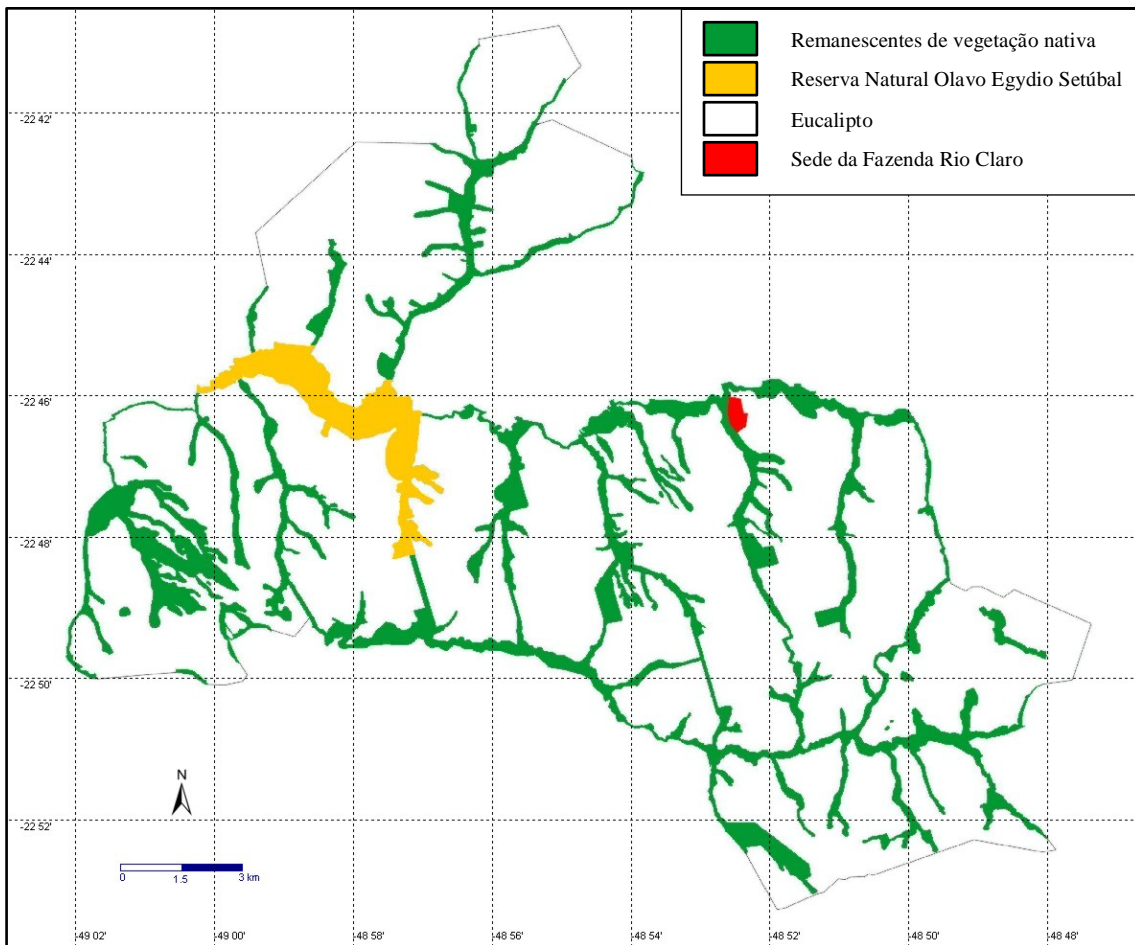 Remanescentes de vegetação nativa
Reserva Natural Olavo Egydio Setúbal
Eucalipto
Sede da Fazenda Rio Claro
-22 42'
-22 44'
-22 46'
-22 48'
-22 50'
-22 52'
N
0 1.5 3 km
-49 02' -49 00' -48 58' -48 56' -48 54' -48 52' -48 50' -48 48'